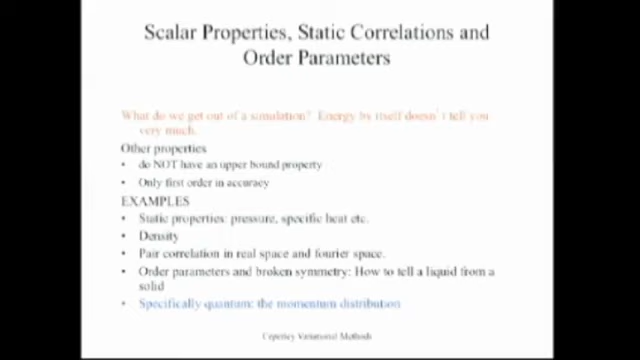 Scalar Properties, Static Correlations and
Order Parameters
What do we get out of a simulation? Energy by itself doesn't tell you
very much.
Other properties
• do NOT have an upper bound property
• Only first order in accuracy
EXAMPLES
• Static properties: pressure, specific heat etc.
• Density
• Pair correlation in real space and fourier space.
• Order parameters and broken symmetry: How to tell a liquid from a
solid
• Specifically quantum: the momentum distribution
Ceperley Variational Methods